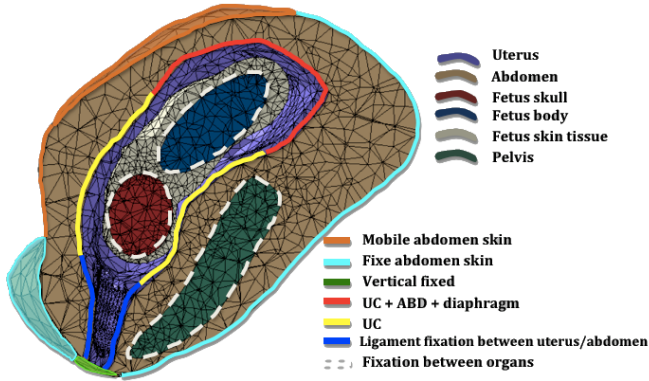 Uterus
Abdomen
Fetus skull
Fetus body
Fetus skin tissue
Pelvis
Mobile abdomen skin
Fixe abdomen skin
Vertical fixed
UC + ABD + diaphragm
UC
Ligament fixation between uterus/abdomen
Fixation between organs